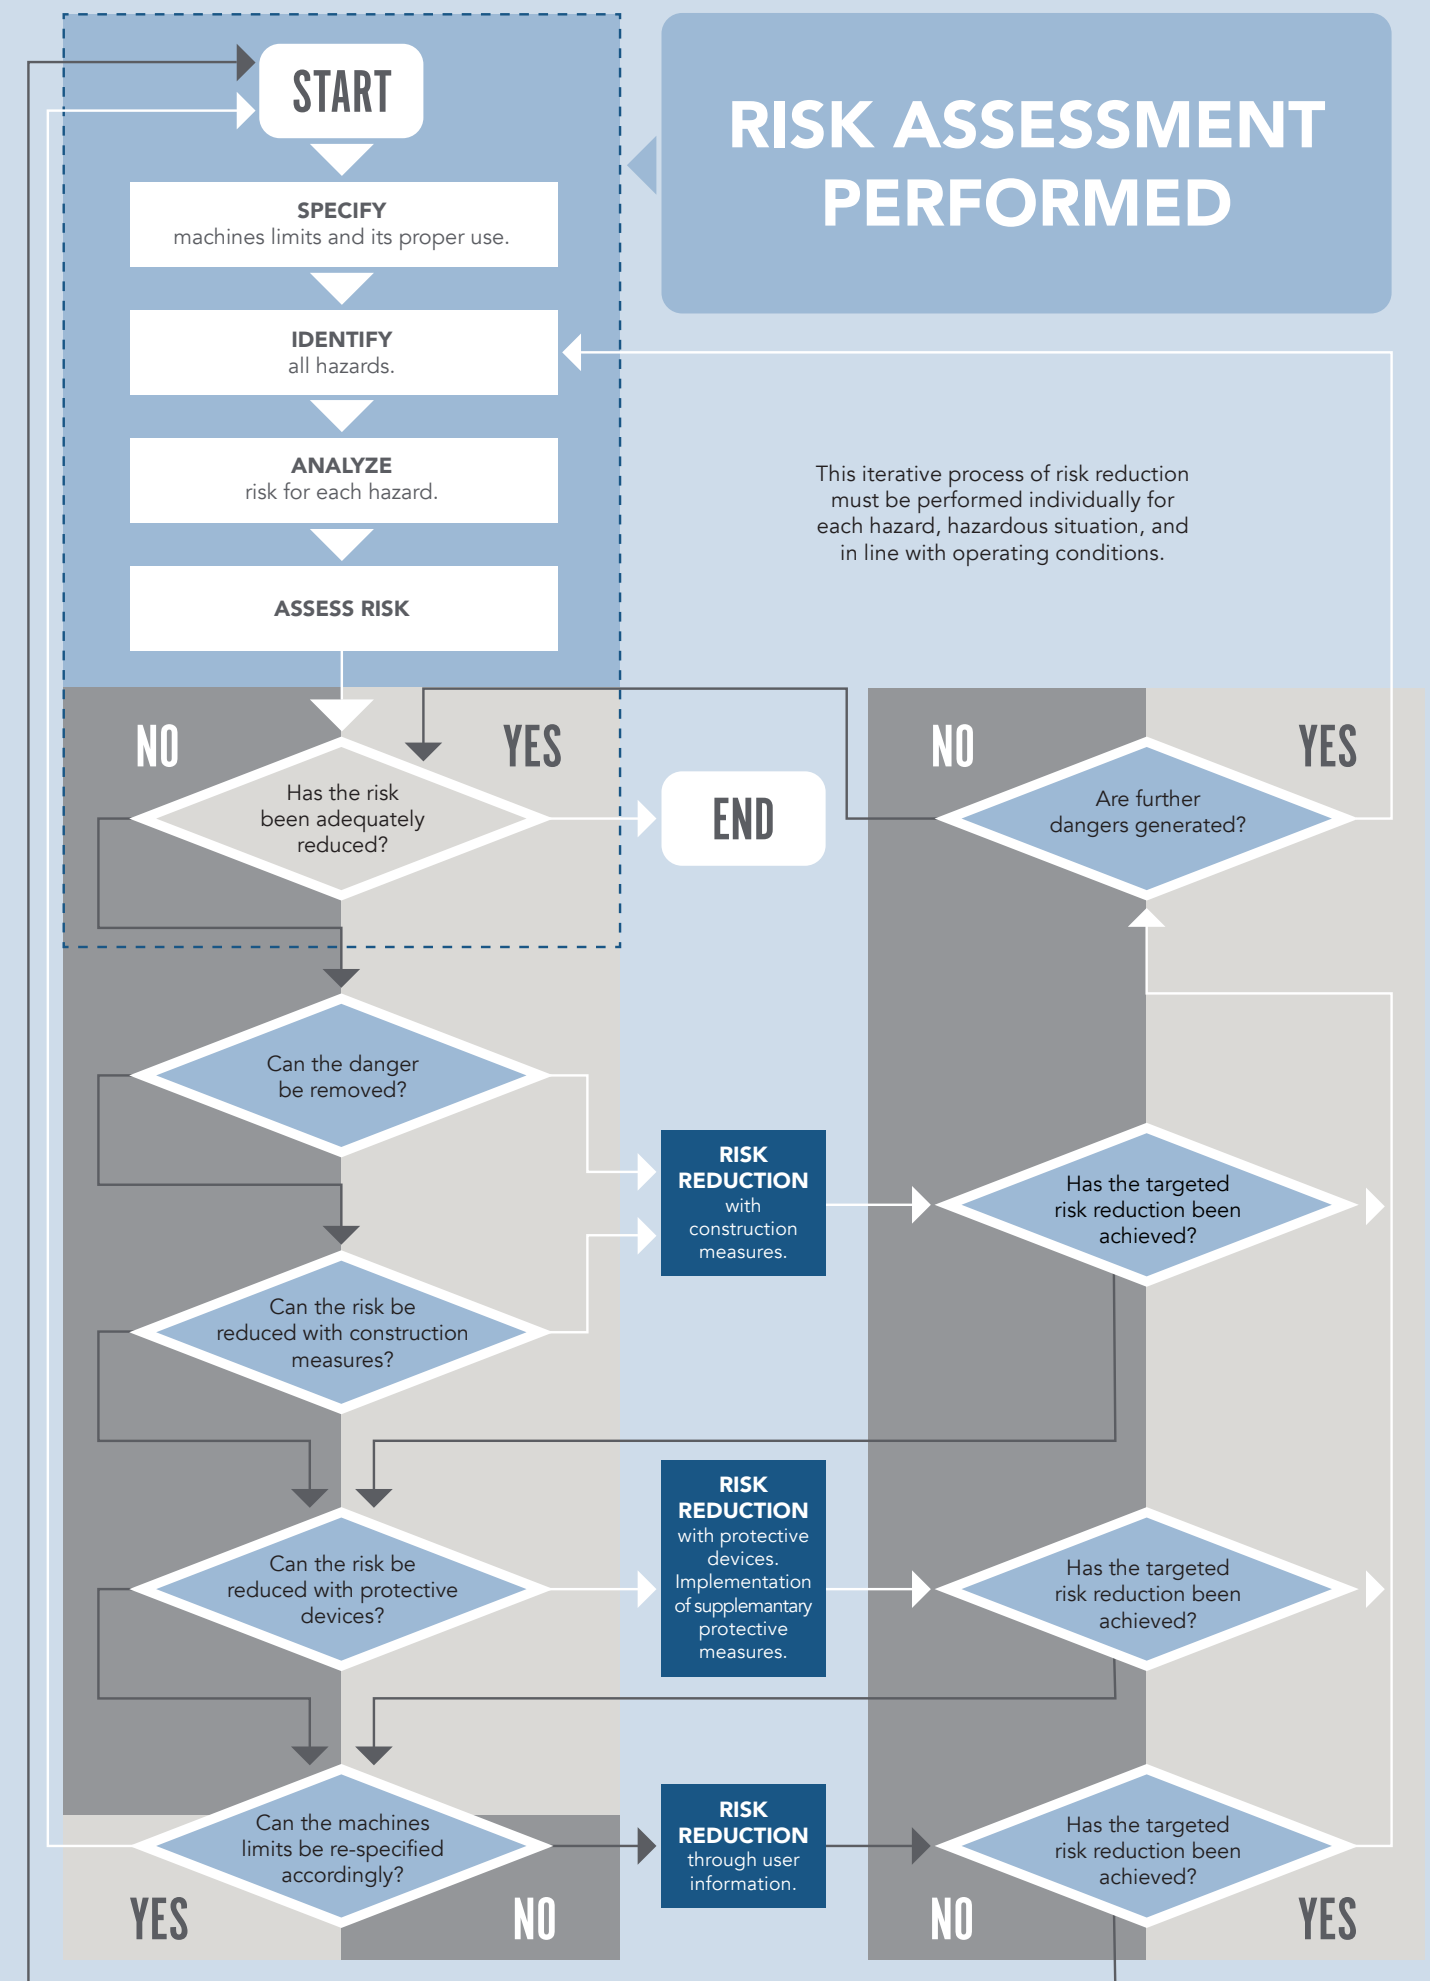 START
RISK ASSESSMENT
PERFORMED
SPECIFY
machines limits and its proper use.
IDENTIFY
all hazards.
ANALYZE
risk for each hazard.
ASSESS RISK
This iterative process of risk reduction
must be performed individually for
each hazard, hazardous situation, and
in line with operating conditions.
NO
YES
Has the risk
been adequately
reduced?
END
NO
YES
Are further
dangers generated?
Can the danger
be removed?
RISK
REDUCTION
with
construction
measures.
Has the targeted
risk reduction been
achieved?
Can the risk be
reduced with construction
measures?
Can the risk be
reduced with protective
devices?
RISK
REDUCTION
with protective
devices.
Implementation
of supplemantary
protective
measures.
Has the targeted
risk reduction been
achieved?
Can the machines
limits be re-specified
accordingly?
YES
NO
RISK
REDUCTION
through user
information.
Has the targeted
risk reduction been
achieved?
NO
YES